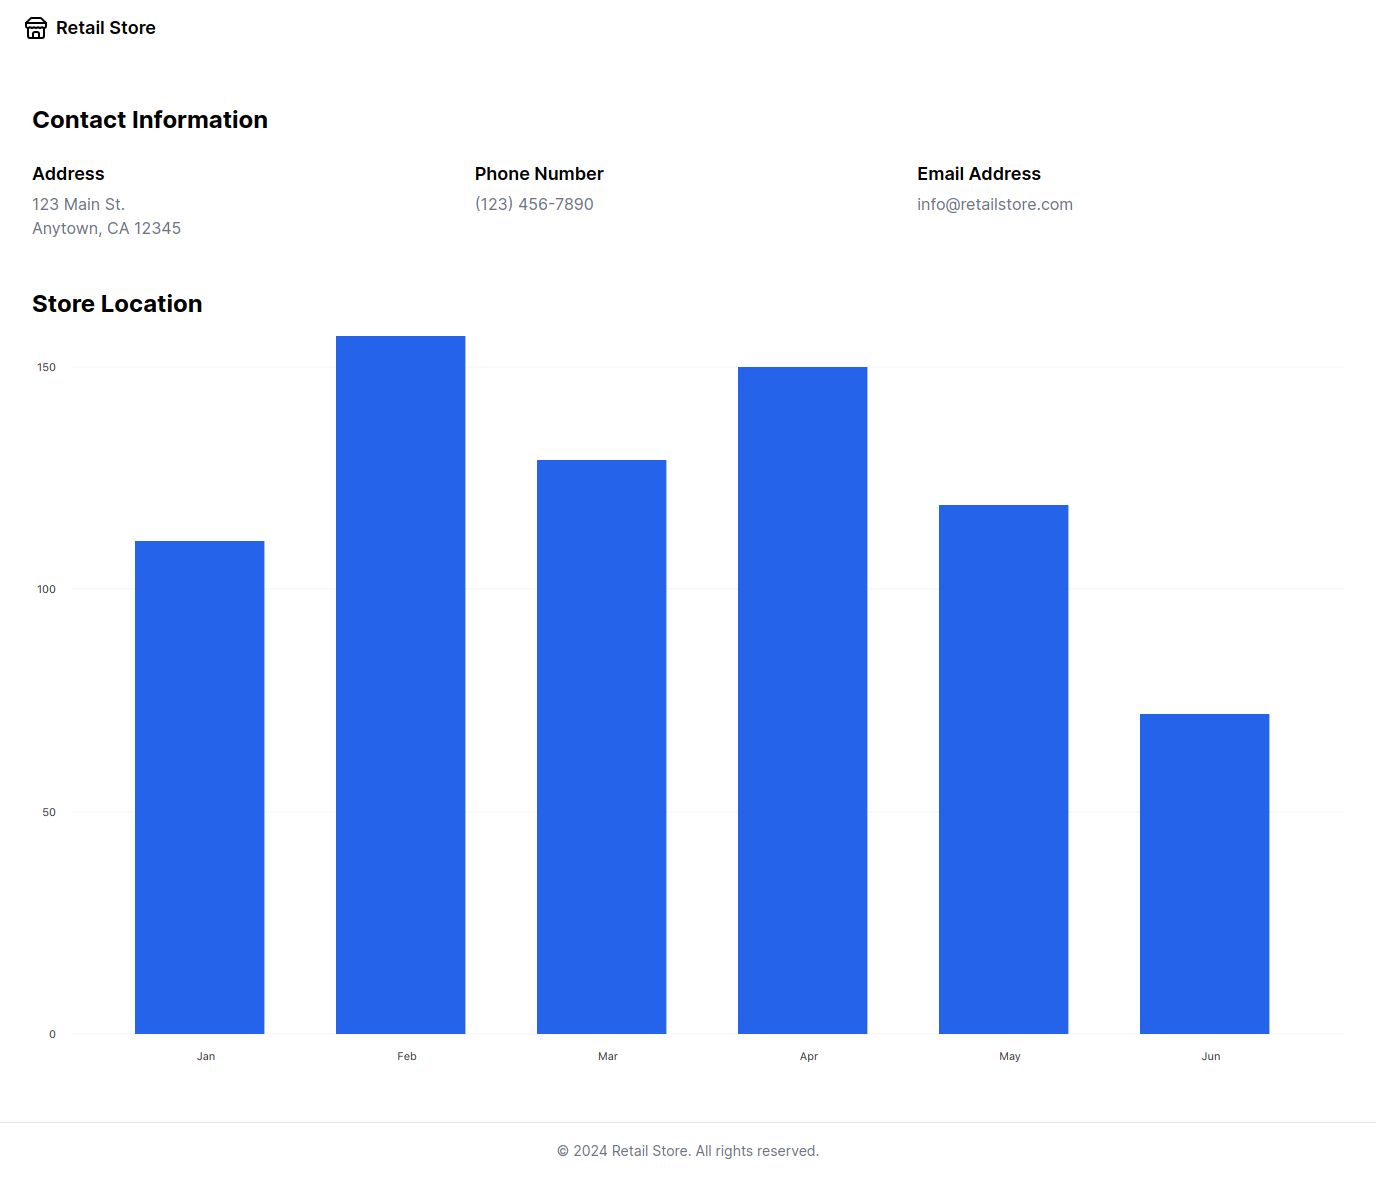 Retail Store
Contact Information
Address
123 Main St.
Anytown, CA 12345
Phone Number
(123) 456-7890
Email Address
info@retailstore.com
Store Location
150
100
50
0
Jan Feb Mar Apr May Jun
© 2024 Retail Store. All rights reserved.